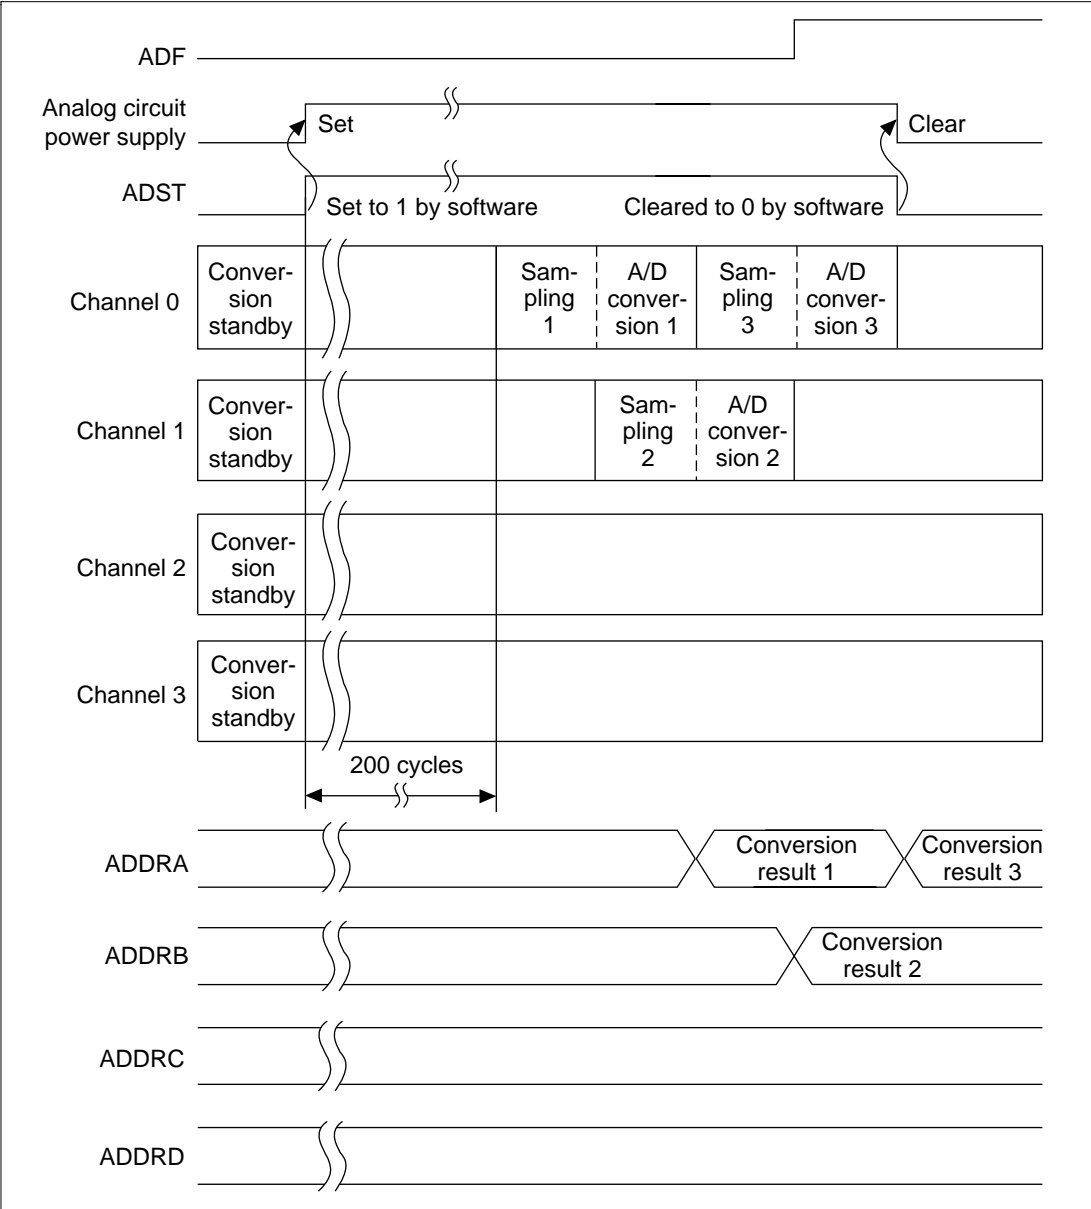 ADF
Analog circuit
power supply
Set
Clear
ADST
Set to 1 by software
Cleared to 0 by software
Channel 0
Conver-
sion
standby
Sam-
pling
1
A/D
conver-
sion 1
Sam-
pling
3
A/D
conver-
sion 3
Channel 1
Conver-
sion
standby
Sam-
pling
2
A/D
conver-
sion 2
Channel 2
Conver-
sion
standby
Channel 3
Conver-
sion
standby
200 cycles
ADDRA
Conversion
result 1
Conversion
result 3
ADDRB
Conversion
result 2
ADDRC
ADDRD